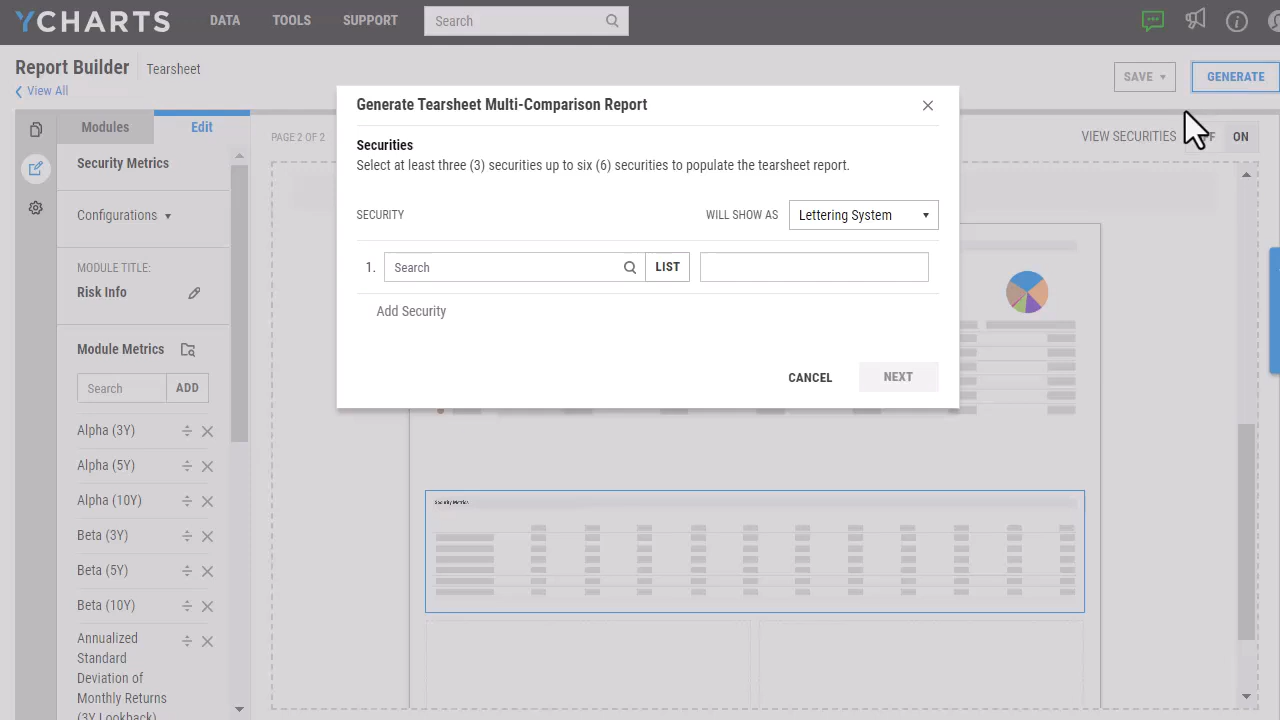 YCHARTS
DATA
TOOLS
SUPPORT
Search
Report Builder
Tearsheet
View All
SAVE
GENERATE
Modules
Edit
PAGE 2 OF 2
VIEW SECURITIES
ON
Security Metrics
Configurations
MODULE TITLE:
Risk Info
Module Metrics
Search
ADD
Alpha (3Y)
Alpha (5Y)
Alpha (10Y)
Beta (3Y)
Beta (5Y)
Beta (10Y)
Annualized
Standard
Deviation of
Monthly Returns
(3Y Lookback)
Generate Tearsheet Multi-Comparison Report
Securities
Select at least three (3) securities up to six (6) securities to populate the tearsheet report.
SECURITY
WILL SHOW AS
Lettering System
1.
Search
LIST
Add Security
CANCEL
NEXT
Security Metrics